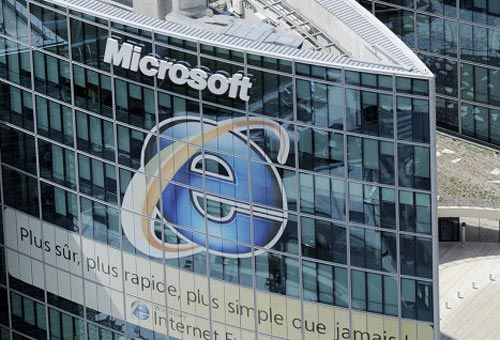 Microsoft
Plus sûr, plus rapide, plus simple que jamais!
Internet